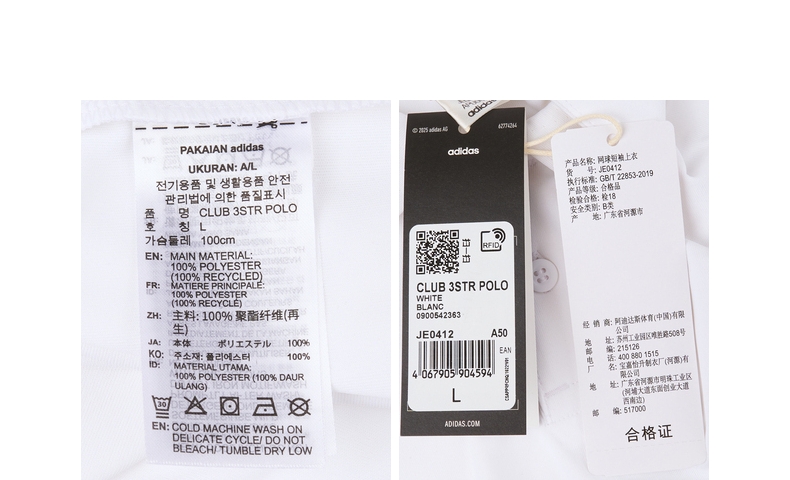 PAKAIAN adidas
UKURAN: A/L
전기용품 및 생활용품 안전
관리법에 의한 품질표시
품 명 CLUB 3STR POLO
호 칭 L
가슴둘레 100cm
EN: MAIN MATERIAL:
100% POLYESTER
(100% RECYCLED)
FR: MATIERE PRINCIPALE:
100% POLYESTER
(100% RECYCLÉ)
ZH: 主料: 100% 聚酯纤维(再
生)
JA: 本体 ポリエステル 100%
KO: 주소재: 폴리에스터 100%
ID: MATERIAL UTAMA:
100% POLYESTER (100% DAUR
ULANG)
30
EN: COLD MACHINE WASH ON
DELICATE CYCLE/ DO NOT
BLEACH/ TUMBLE DRY LOW
adidas
© 2025 adidas AG 62774264
adidas
RFID
CLUB 3STR POLO
WHITE
BLANC
0900542363
JE0412 A50
EAN
4 067905 904594
L
ADIDAS.COM
产品名称: 网球短袖上衣
货 号: JE0412
执行标准: GB/T 22853-2019
产品等级: 合格品
检验合格: 检18
安全类别: B类
产 地: 广东省河源市
经 销 商: 阿迪达斯体育(中国)有限
公司
地 址: 苏州工业园区唯胜路508号
邮 编: 215126
电 话: 400 880 1515
厂 名: 宝嘉怡升制衣厂(河源)有
限公司
地 址: 广东省河源市明珠工业区
(河埔大道东面创业大道
西南边)
邮 编: 517000
合格证